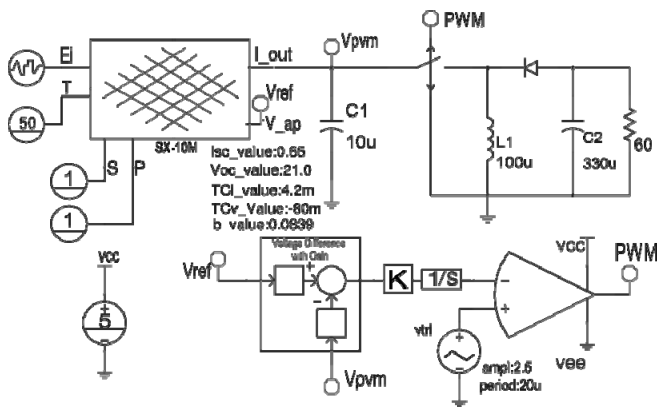 PWM
Vpvm
Ei
I_out
T
Vref
50
V_ap
C1
SX-10M
10u
L1
100u
C2
330u
60
S P
1
1
Isc_value:0.65
Voc_value:21.0
TCi_value:4.2m
TCv_Value:-80m
b_value:0.0839
Voltage Difference
with Gain
vcc
Vref
+
-
K
1/S
vcc
PWM
-
+
+
5
-
vtri
+
-
vee
ampl:2.5
period:20u
Vpvm